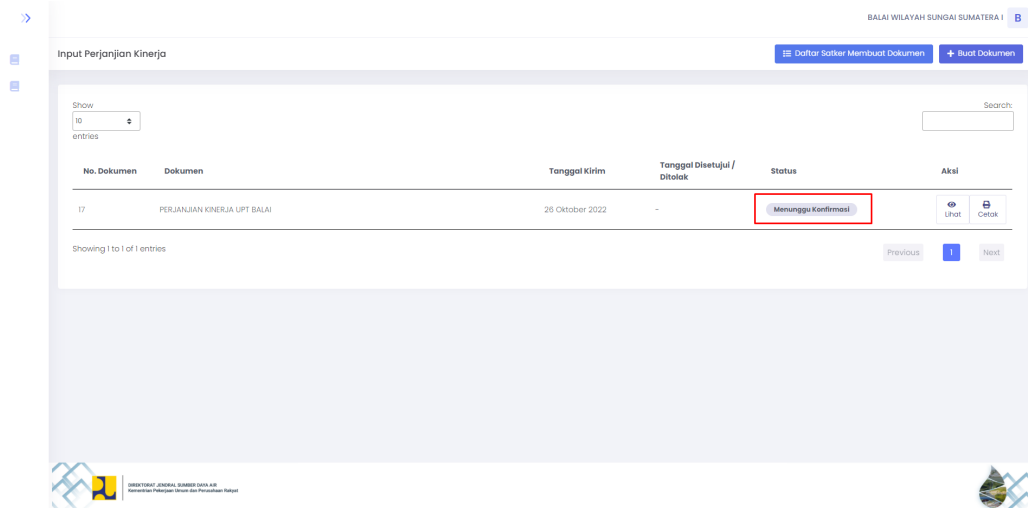 BALAI WILAYAH SUNGAI SUMATERA I B
Input Perjanjian Kinerja
Daftar Satker Membuat Dokumen
Buat Dokumen
Show
10
entries
Search:
No. Dokumen Dokumen Tanggal Kirim Tanggal Disetujui / Ditolak Status Aksi
17 PERJANJIAN KINERJA UPT BALAI 26 Oktober 2022 - Menunggu Konfirmasi Lihat Cetak
Showing 1 to 1 of 1 entries
Previous 1 Next
DIREKTORAT JENDRAL SUMBER DAYA AIR
Kementrian Pekerjaan Umum dan Perumahaan Rakyat